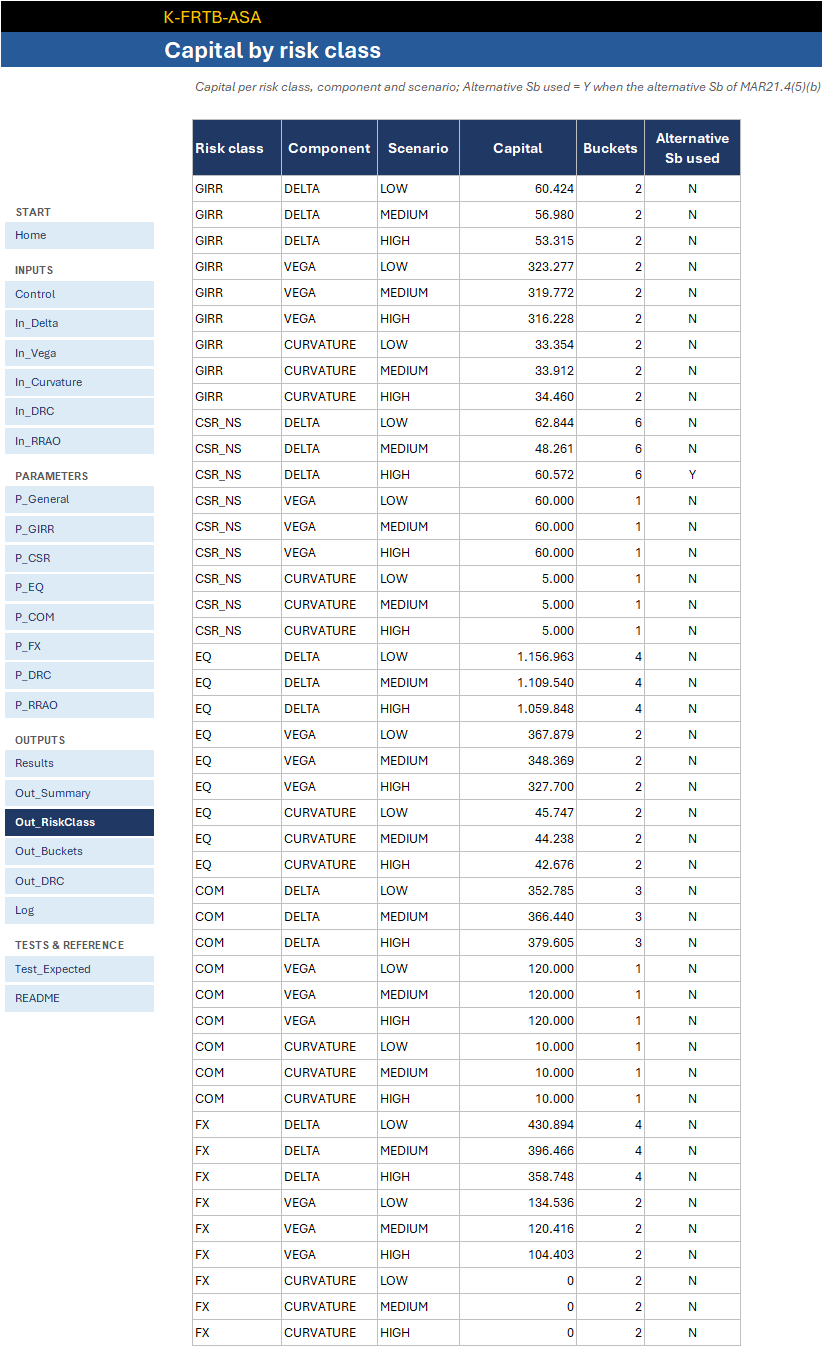 K-FRTB-ASA
Capital by risk class
Capital per risk class, component and scenario; Alternative Sb used = Y when the alternative Sb of MAR21.4(5)(b)
START
Home
INPUTS
Control
In_Delta
In_Vega
In_Curvature
In_DRC
In_RRAO
PARAMETERS
P_General
P_GIRR
P_CSR
P_EQ
P_COM
P_FX
P_DRC
P_RRAO
OUTPUTS
Results
Out_Summary
Out_RiskClass
Out_Buckets
Out_DRC
Log
TESTS & REFERENCE
Test_Expected
README
Risk class Component Scenario Capital Buckets Alternative Sb used
GIRR DELTA LOW 60.424 2 N
GIRR DELTA MEDIUM 56.980 2 N
GIRR DELTA HIGH 53.315 2 N
GIRR VEGA LOW 323.277 2 N
GIRR VEGA MEDIUM 319.772 2 N
GIRR VEGA HIGH 316.228 2 N
GIRR CURVATURE LOW 33.354 2 N
GIRR CURVATURE MEDIUM 33.912 2 N
GIRR CURVATURE HIGH 34.460 2 N
CSR_NS DELTA LOW 62.844 6 N
CSR_NS DELTA MEDIUM 48.261 6 N
CSR_NS DELTA HIGH 60.572 6 Y
CSR_NS VEGA LOW 60.000 1 N
CSR_NS VEGA MEDIUM 60.000 1 N
CSR_NS VEGA HIGH 60.000 1 N
CSR_NS CURVATURE LOW 5.000 1 N
CSR_NS CURVATURE MEDIUM 5.000 1 N
CSR_NS CURVATURE HIGH 5.000 1 N
EQ DELTA LOW 1.156.963 4 N
EQ DELTA MEDIUM 1.109.540 4 N
EQ DELTA HIGH 1.059.848 4 N
EQ VEGA LOW 367.879 2 N
EQ VEGA MEDIUM 348.369 2 N
EQ VEGA HIGH 327.700 2 N
EQ CURVATURE LOW 45.747 2 N
EQ CURVATURE MEDIUM 44.238 2 N
EQ CURVATURE HIGH 42.676 2 N
COM DELTA LOW 352.785 3 N
COM DELTA MEDIUM 366.440 3 N
COM DELTA HIGH 379.605 3 N
COM VEGA LOW 120.000 1 N
COM VEGA MEDIUM 120.000 1 N
COM VEGA HIGH 120.000 1 N
COM CURVATURE LOW 10.000 1 N
COM CURVATURE MEDIUM 10.000 1 N
COM CURVATURE HIGH 10.000 1 N
FX DELTA LOW 430.894 4 N
FX DELTA MEDIUM 396.466 4 N
FX DELTA HIGH 358.748 4 N
FX VEGA LOW 134.536 2 N
FX VEGA MEDIUM 120.416 2 N
FX VEGA HIGH 104.403 2 N
FX CURVATURE LOW 0 2 N
FX CURVATURE MEDIUM 0 2 N
FX CURVATURE HIGH 0 2 N